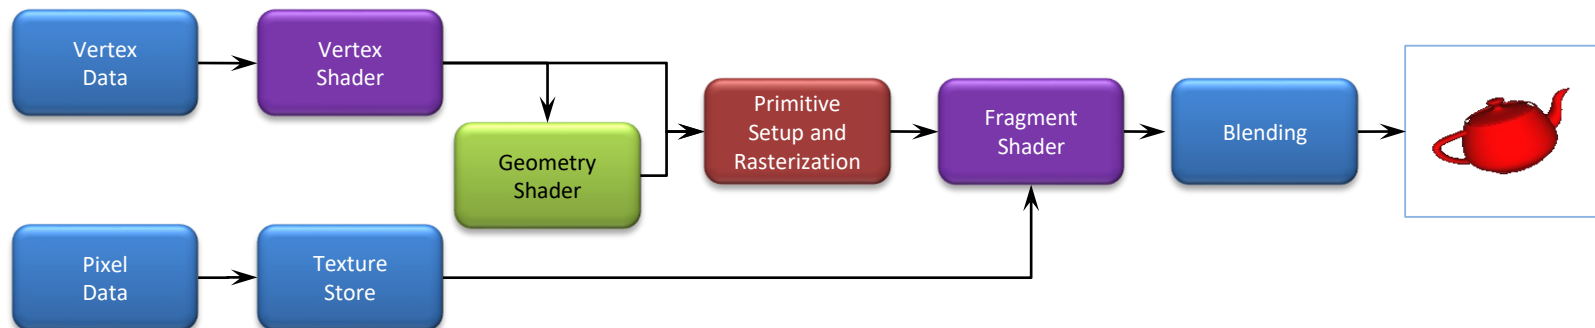 Vertex
Data
Vertex
Shader
Geometry
Shader
Primitive
Setup and
Rasterization
Fragment
Shader
Blending
Pixel
Data
Texture
Store